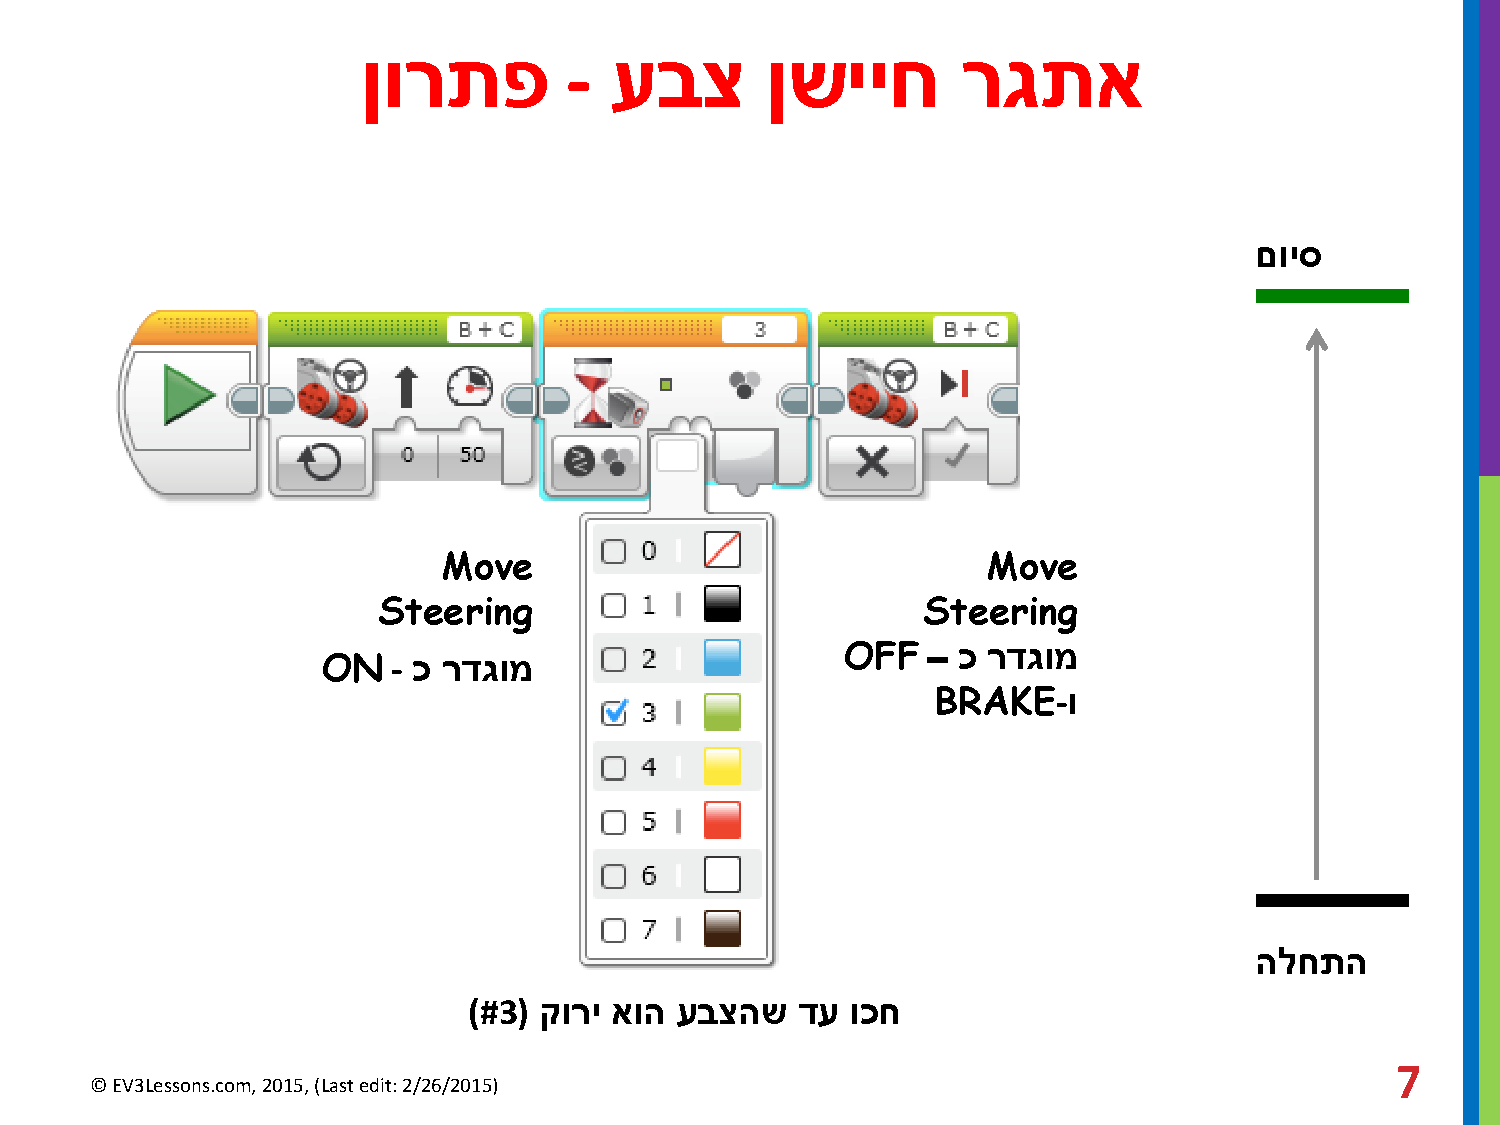 אתגר חיישן צבע - פתרון
סיום
B + C
3
B + C
0
50
Move
Steering
מוגדר כ - ON
0
1
2
3
4
5
6
7
Move
Steering
מוגדר כ – OFF
ו-BRAKE
התחלה
חכו עד שהצבע הוא ירוק (#3)
© EV3Lessons.com, 2015, (Last edit: 2/26/2015)
7